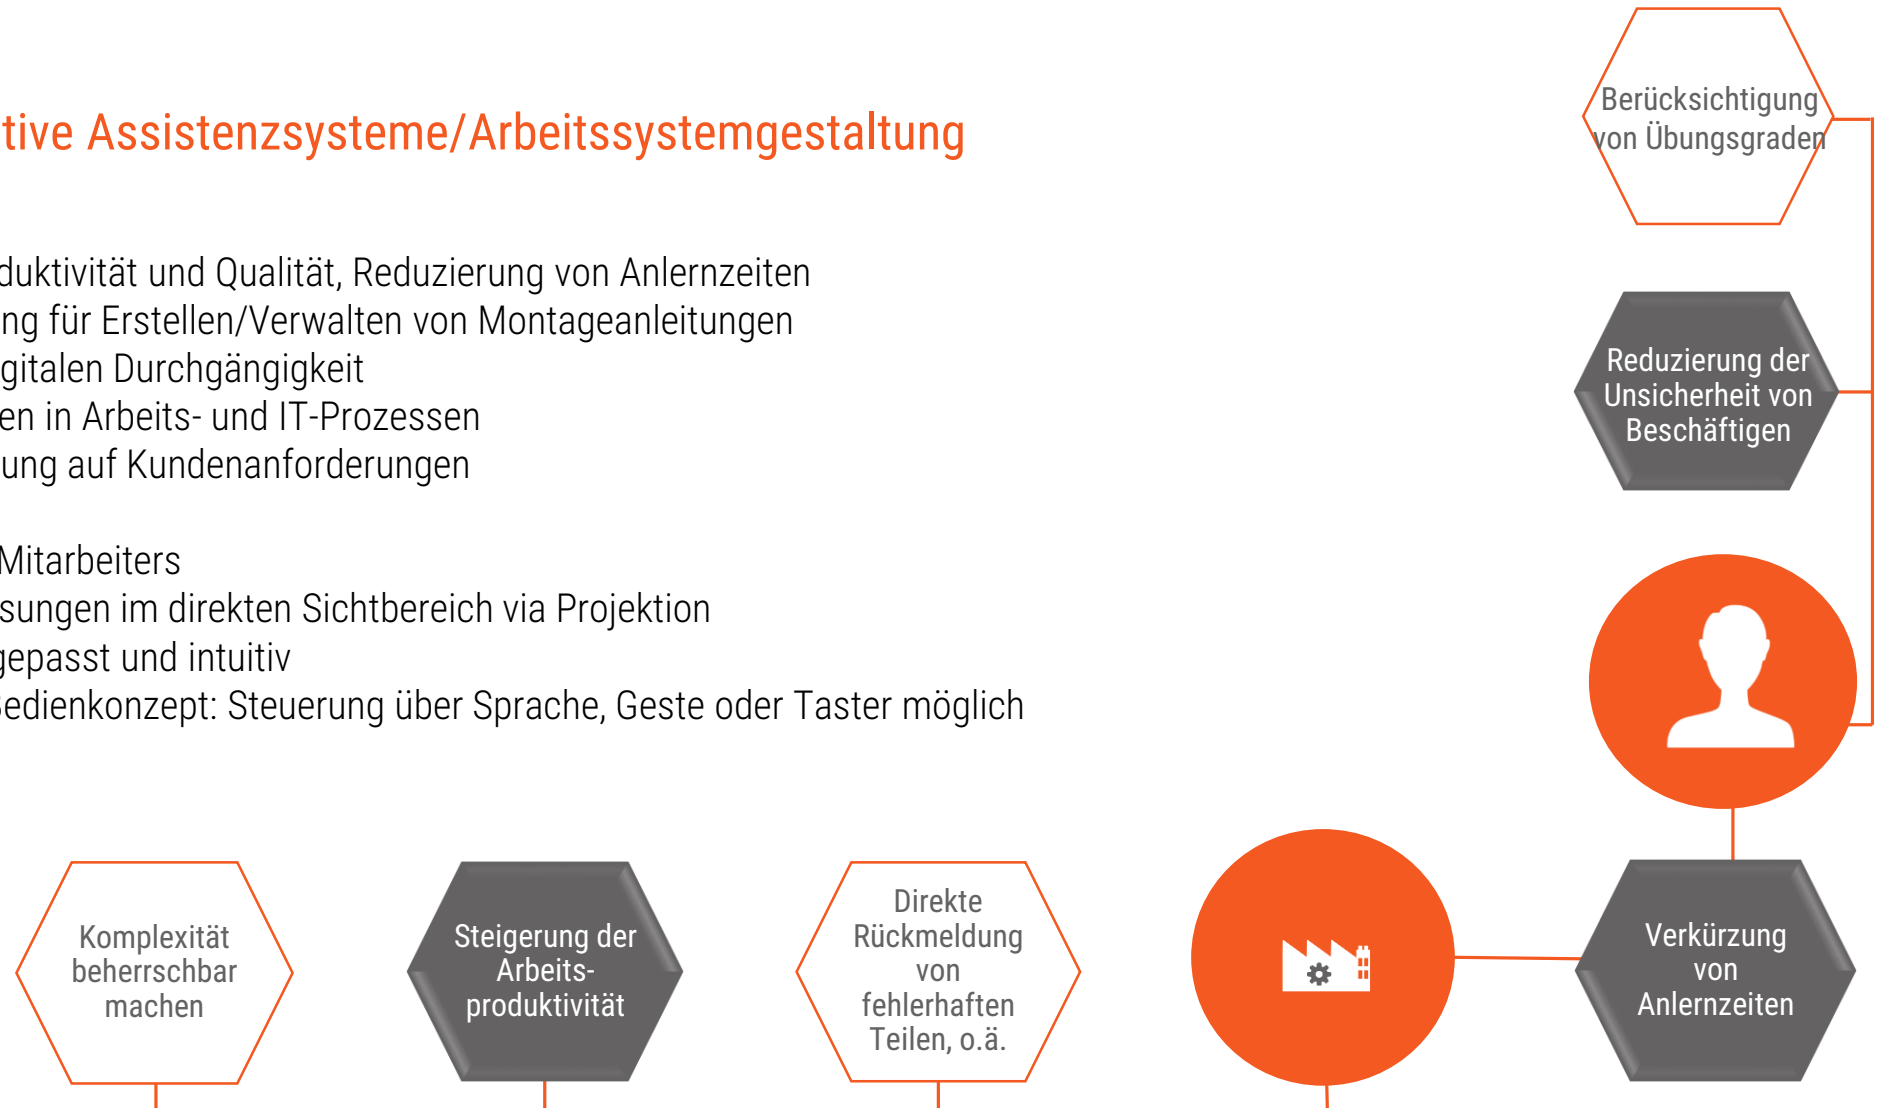 tive Assistenzsysteme/Arbeitssystemgestaltung
duktivität und Qualität, Reduzierung von Anlernzeiten
ng für Erstellen/Verwalten von Montageanleitungen
gitalen Durchgängigkeit
en in Arbeits- und IT-Prozessen
ung auf Kundenanforderungen
Mitarbeiters
sungen im direkten Sichtbereich via Projektion
gepasst und intuitiv
Bedienkonzept: Steuerung über Sprache, Geste oder Taster möglich
Berücksichtigung
von Übungsgraden
Reduzierung der
Unsicherheit von
Beschäftigen
Komplexität
beherrschbar
machen
Steigerung der
Arbeits-
produktivität
Direkte
Rückmeldung
von
fehlerhaften
Teilen, o.ä.
Verkürzung
von
Anlernzeiten